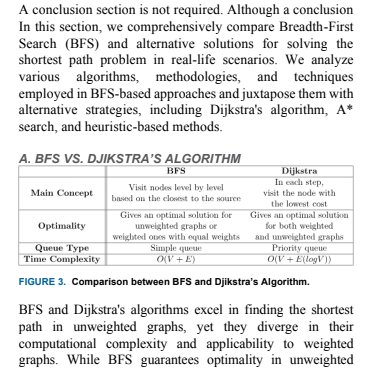 A conclusion section is not required. Although a conclusion
In this section, we comprehensively compare Breadth-First
Search (BFS) and alternative solutions for solving the
shortest path problem in real-life scenarios. We analyze
various algorithms, methodologies, and techniques
employed in BFS-based approaches and juxtapose them with
alternative strategies, including Dijkstra's algorithm, A*
search, and heuristic-based methods.
A. BFS VS. DJIKSTRA'S ALGORITHM
BFS Dijkstra
Main Concept Visit nodes level by level based on the closest to the source In each step, visit the node with the lowest cost
Optimality Gives an optimal solution for unweighted graphs or weighted ones with equal weights Gives an optimal solution for both weighted and unweighted graphs
Queue Type Simple queue Priority queue
Time Complexity O(V + E) O(V + E(logV))
FIGURE 3. Comparison between BFS and Djikstra's Algorithm.
BFS and Dijkstra's algorithms excel in finding the shortest
path in unweighted graphs, yet they diverge in their
computational complexity and applicability to weighted
graphs. While BFS guarantees optimality in unweighted